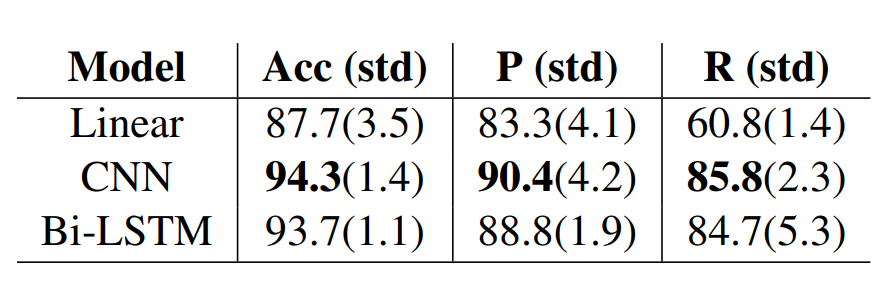 Model Acc (std) P (std) R (std)
Linear 87.7(3.5) 83.3(4.1) 60.8(1.4)
CNN 94.3(1.4) 90.4(4.2) 85.8(2.3)
Bi-LSTM 93.7(1.1) 88.8(1.9) 84.7(5.3)